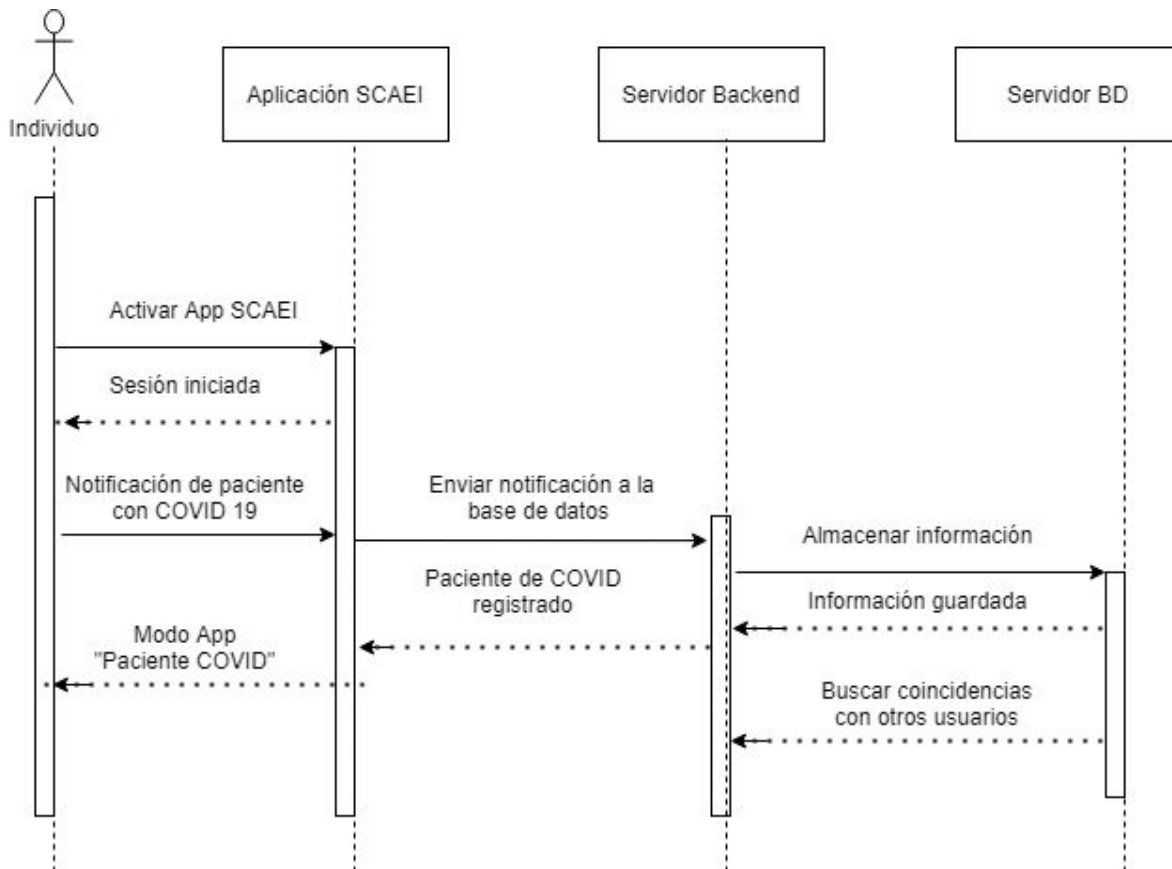 Individuo
Aplicación SCAEI
Servidor Backend
Servidor BD
Activar App SCAEI
Sesión iniciada
Notificación de paciente
con COVID 19
Enviar notificación a la
base de datos
Almacenar información
Paciente de COVID
registrado
Información guardada
Modo App
"Paciente COVID"
Buscar coincidencias
con otros usuarios